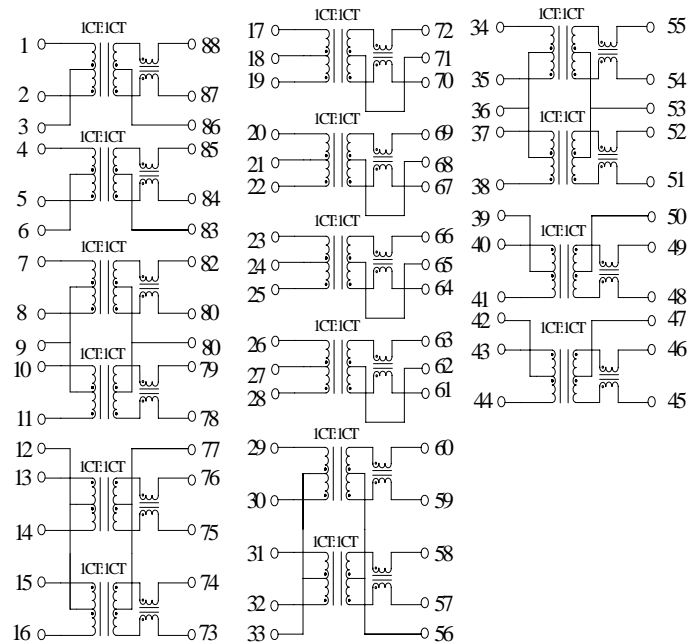 1CT:1CT
1 88
2 87
3 86
1CT:1CT
4 85
5 84
6 83
1CT:1CT
7 82
8 80
9 80
1CT:1CT
10 79
11 78
12 77
1CT:1CT
13 76
14 75
1CT:1CT
15 74
16 73
1CT:1CT
17 72
18 71
19 70
1CT:1CT
20 69
21 68
22 67
1CT:1CT
23 66
24 65
25 64
1CT:1CT
26 63
27 62
28 61
1CT:1CT
29 60
30 59
1CT:1CT
31 58
32 57
33 56
1CT:1CT
34 55
35 54
36 53
1CT:1CT
37 52
38 51
39 50
1CT:1CT
40 49
41 48
42 47
1CT:1CT
43 46
44 45